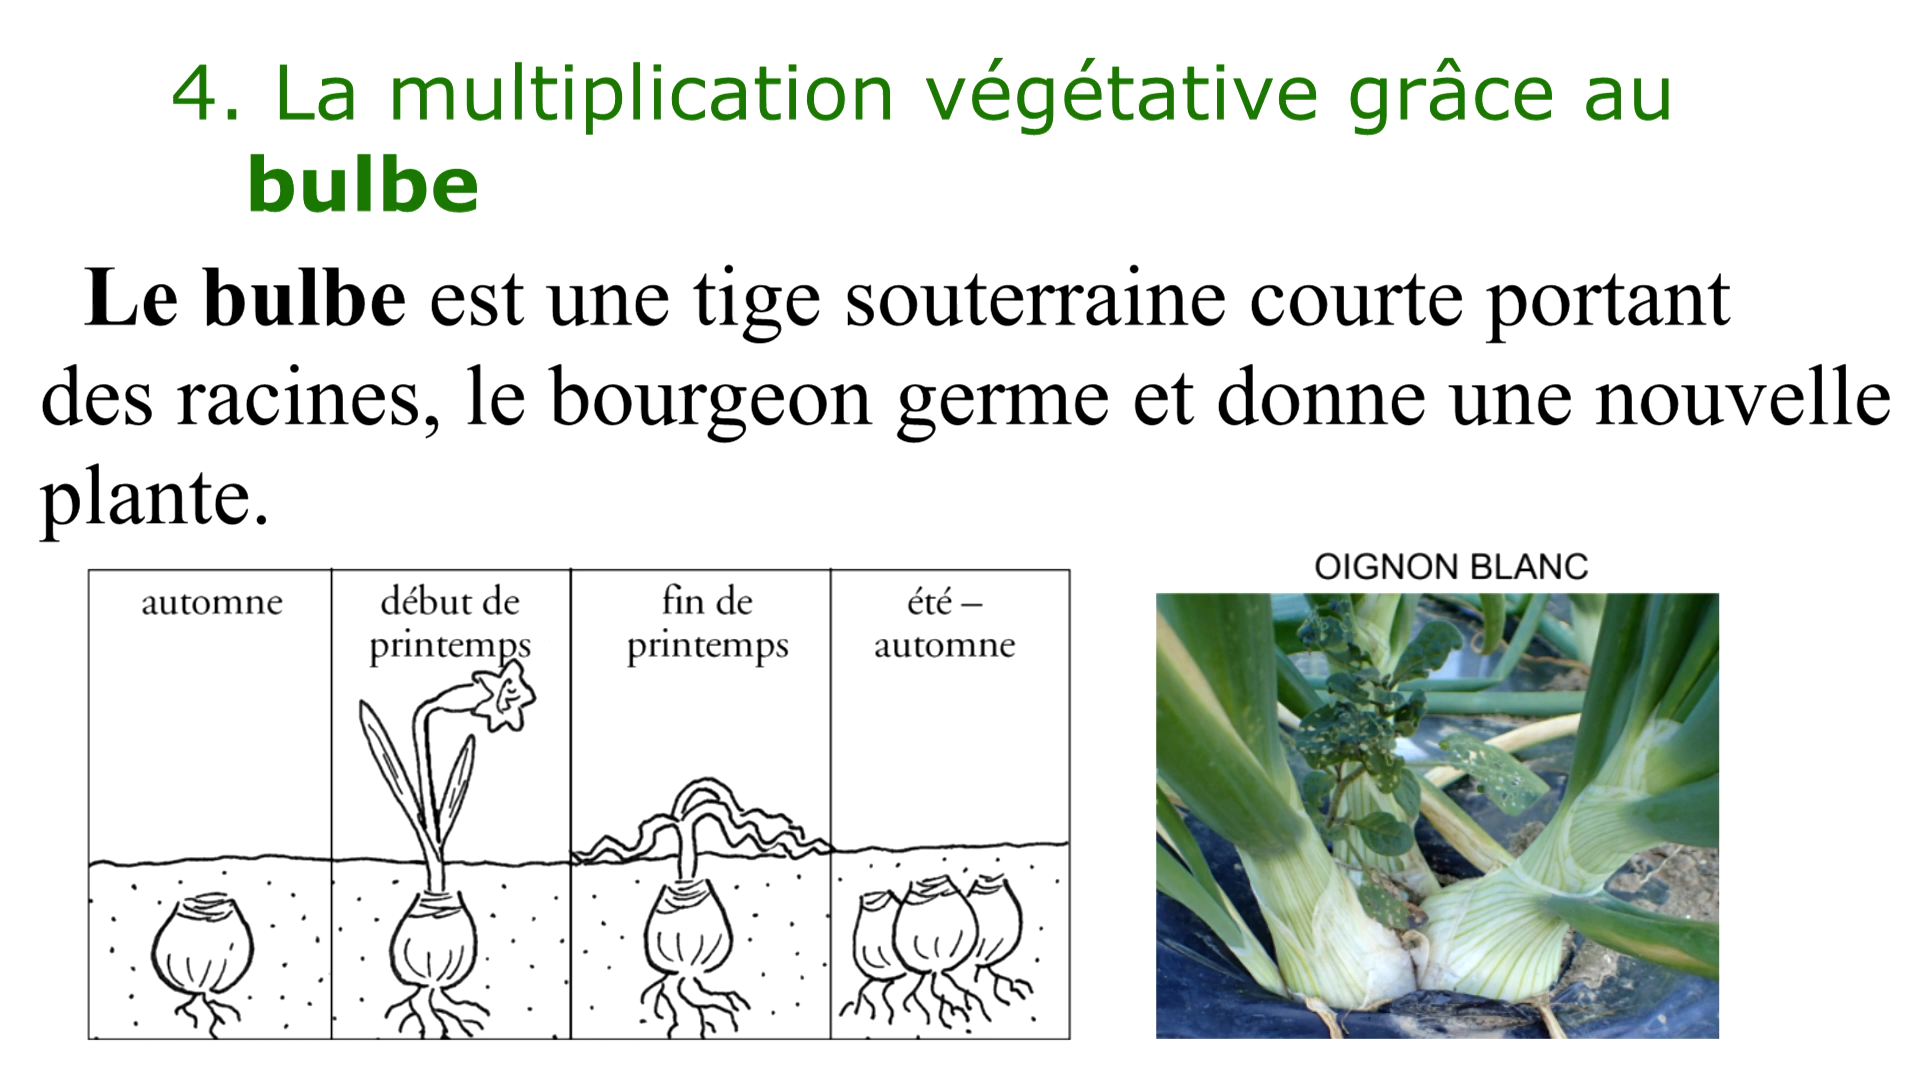 4. La multiplication végétative grâce au
bulbe
Le bulbe est une tige souterraine courte portant
des racines, le bourgeon germe et donne une nouvelle
plante.
automne
début de
printemps
fin de
printemps
été –
automne
OIGNON BLANC